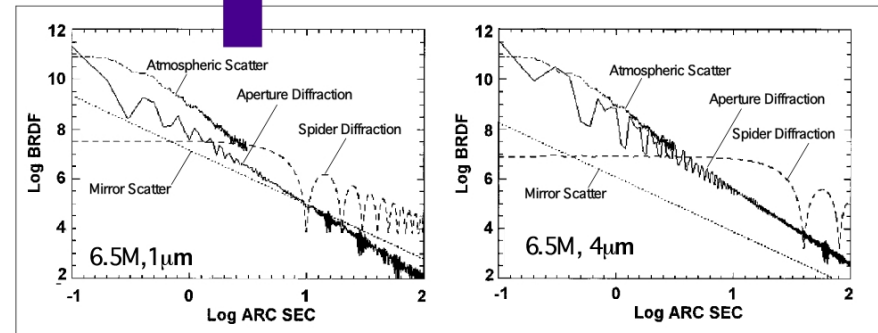 12
10
8
6
4
2
Log BRDF
Atmospheric Scatter
Aperture Diffraction
Spider Diffraction
Mirror Scatter
6.5M,1μm
-1
0
1
2
Log ARC SEC
12
10
8
6
4
2
Log BRDF
Atmospheric Scatter
Aperture Diffraction
Spider Diffraction
Mirror Scatter
6.5M, 4μm
-1
0
1
2
Log ARC SEC